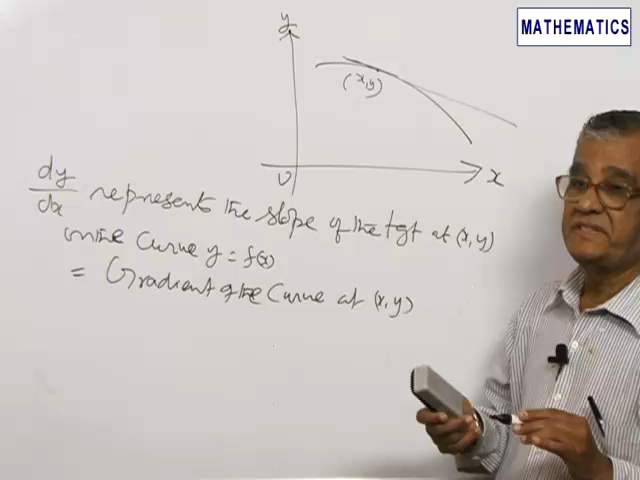 MATHEMATICS
y
(x,y)
O
x
dy/dx represents the slope of the tgt at (x,y)
on the Curve y = f(x)
= Gradient of the Curve at (x,y)